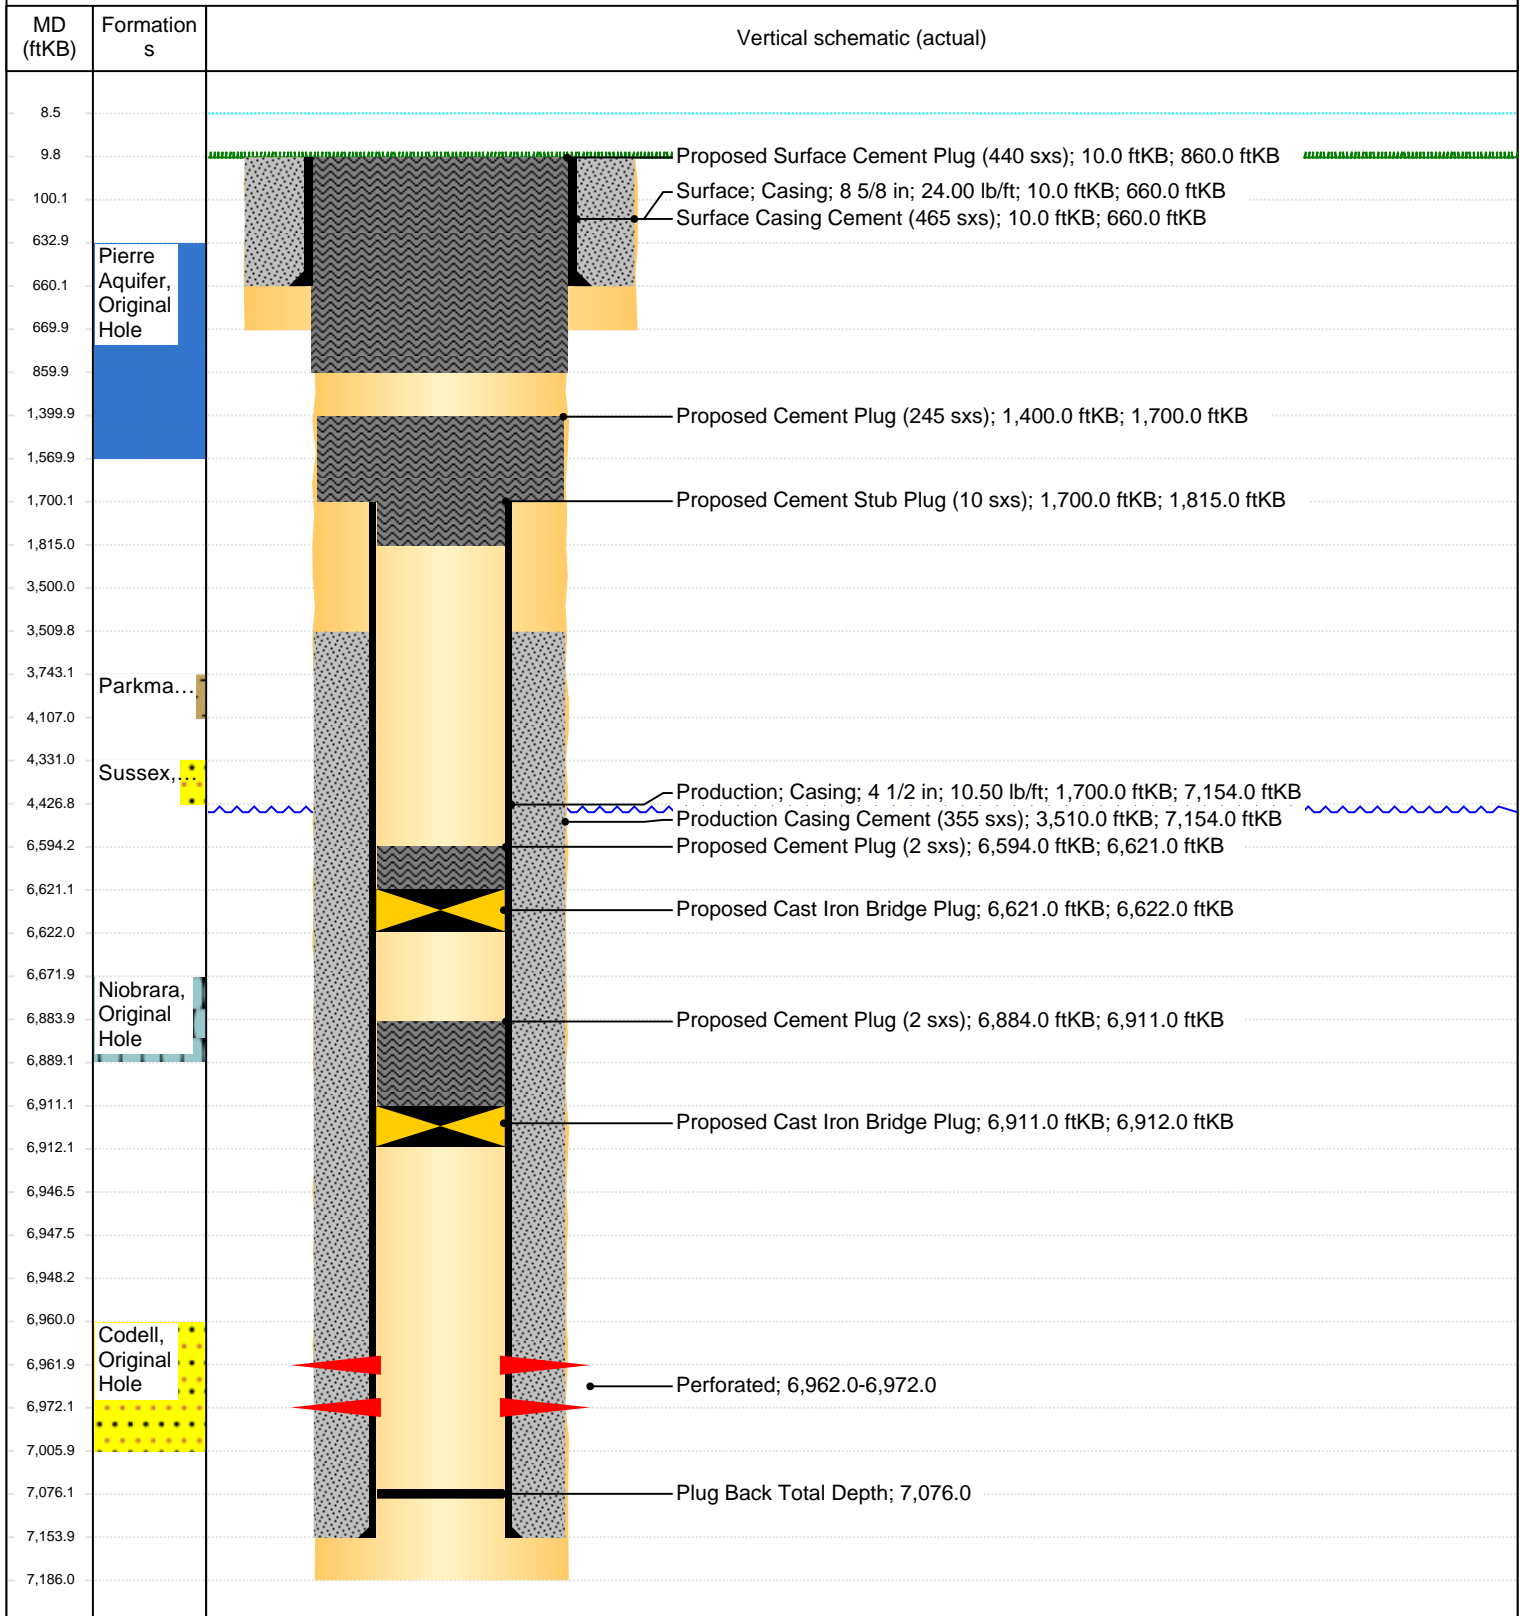 MD
(ftKB)
Formation
s
Vertical schematic (actual)
8.5
9.8
100.1
632.9
660.1
669.9
859.9
1,399.9
1,569.9
1,700.1
1,815.0
3,500.0
3,509.8
3,743.1
4,107.0
4,331.0
4,426.8
6,594.2
6,621.1
6,622.0
6,671.9
6,883.9
6,889.1
6,911.1
6,912.1
6,946.5
6,947.5
6,948.2
6,960.0
6,961.9
6,972.1
7,005.9
7,076.1
7,153.9
7,186.0
Pierre
Aquifer,
Original
Hole
Parkma…
Sussex,…
Niobrara,
Original
Hole
Codell,
Original
Hole
Proposed Surface Cement Plug (440 sxs); 10.0 ftKB; 860.0 ftKB
Surface; Casing; 8 5/8 in; 24.00 lb/ft; 10.0 ftKB; 660.0 ftKB
Surface Casing Cement (465 sxs); 10.0 ftKB; 660.0 ftKB
Proposed Cement Plug (245 sxs); 1,400.0 ftKB; 1,700.0 ftKB
Proposed Cement Stub Plug (10 sxs); 1,700.0 ftKB; 1,815.0 ftKB
Production; Casing; 4 1/2 in; 10.50 lb/ft; 1,700.0 ftKB; 7,154.0 ftKB
Production Casing Cement (355 sxs); 3,510.0 ftKB; 7,154.0 ftKB
Proposed Cement Plug (2 sxs); 6,594.0 ftKB; 6,621.0 ftKB
Proposed Cast Iron Bridge Plug; 6,621.0 ftKB; 6,622.0 ftKB
Proposed Cement Plug (2 sxs); 6,884.0 ftKB; 6,911.0 ftKB
Proposed Cast Iron Bridge Plug; 6,911.0 ftKB; 6,912.0 ftKB
Perforated; 6,962.0-6,972.0
Plug Back Total Depth; 7,076.0